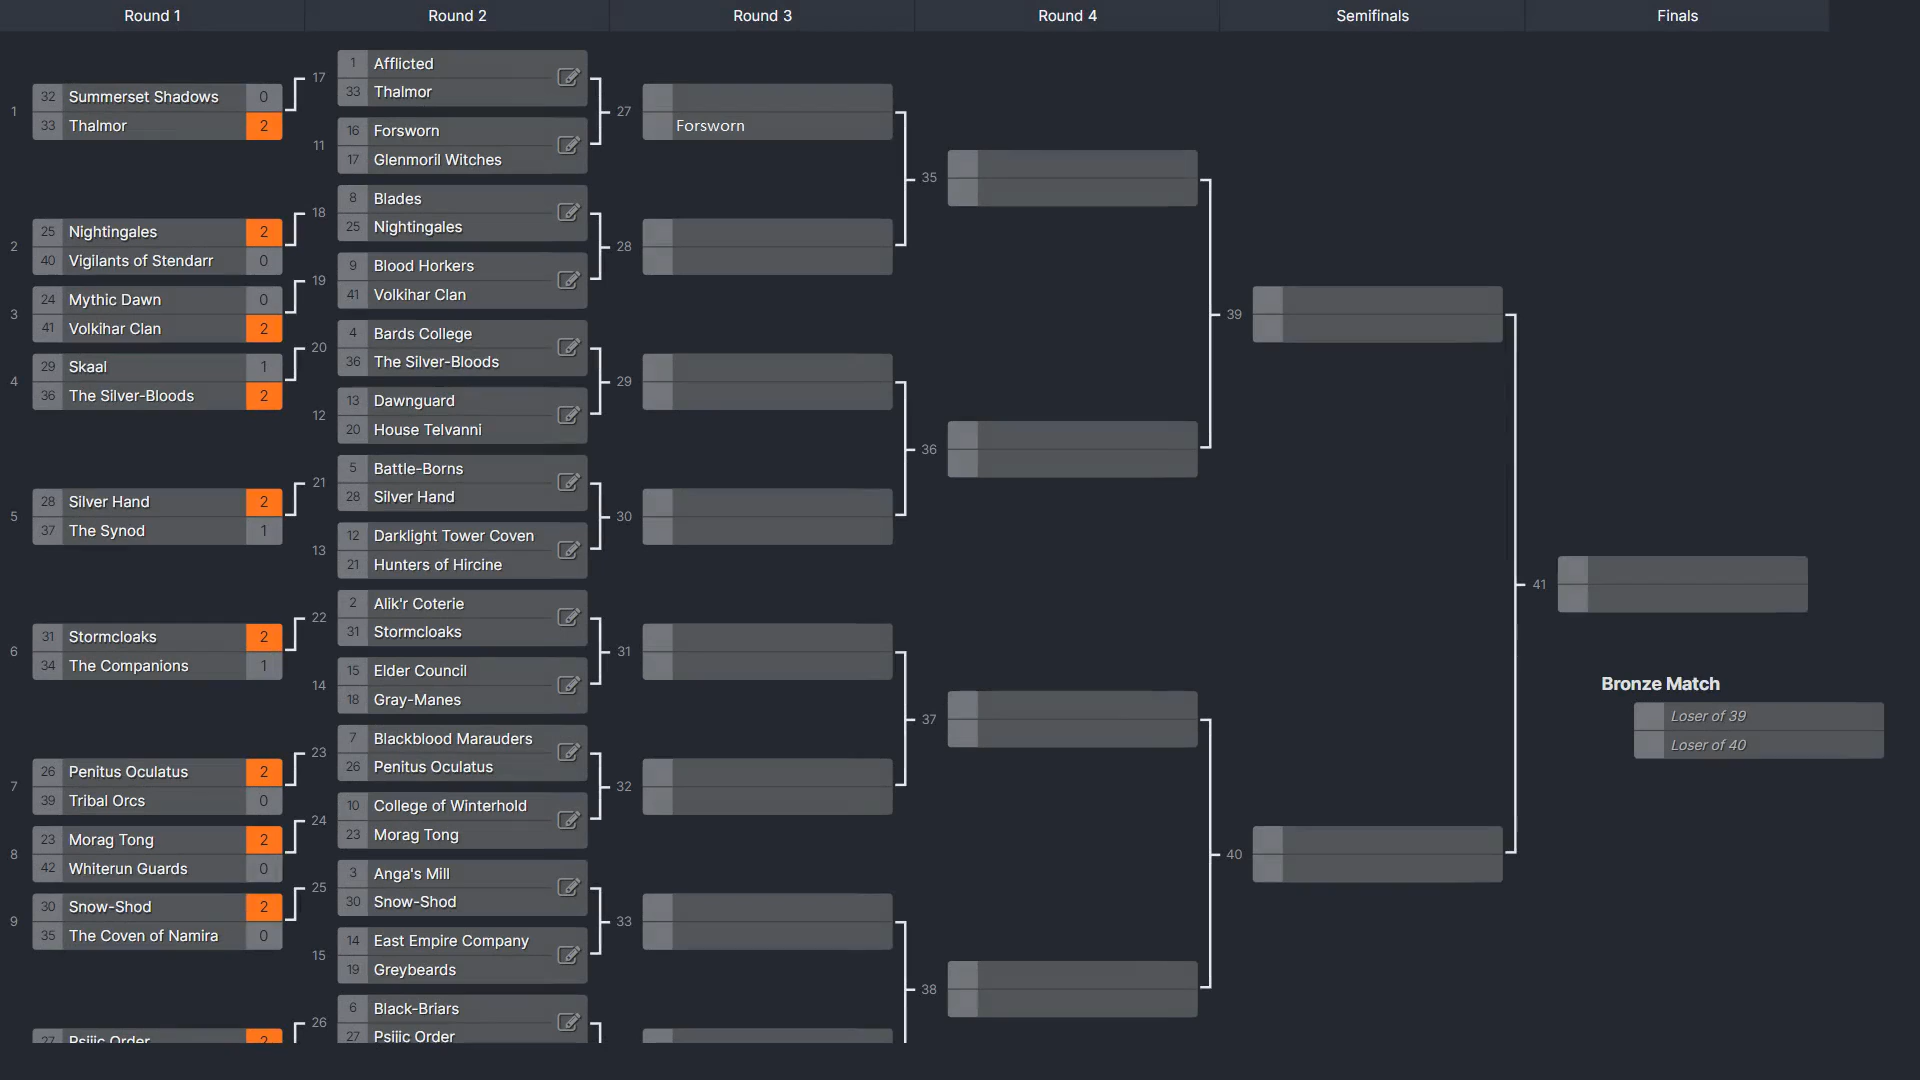 Round 1
Round 2
Round 3
Round 4
Semifinals
Finals
1
32 Summerset Shadows 0
33 Thalmor 2
2
25 Nightingales 2
40 Vigilants of Stendarr 0
3
24 Mythic Dawn 0
41 Volkihar Clan 2
4
29 Skaal 1
36 The Silver-Bloods 2
5
28 Silver Hand 2
37 The Synod 1
6
31 Stormcloaks 2
34 The Companions 1
7
26 Penitus Oculatus 2
39 Tribal Orcs 0
8
23 Morag Tong 2
42 Whiterun Guards 0
9
30 Snow-Shod 2
35 The Coven of Namira 0
27 Psijic Order 2
17
1 Afflicted
33 Thalmor
11
16 Forsworn
17 Glenmoril Witches
18
8 Blades
25 Nightingales
19
9 Blood Horkers
41 Volkihar Clan
20
4 Bards College
36 The Silver-Bloods
12
13 Dawnguard
20 House Telvanni
21
5 Battle-Borns
28 Silver Hand
13
12 Darklight Tower Coven
21 Hunters of Hircine
22
2 Alik'r Coterie
31 Stormcloaks
14
15 Elder Council
18 Gray-Manes
23
7 Blackblood Marauders
26 Penitus Oculatus
24
10 College of Winterhold
23 Morag Tong
25
3 Anga's Mill
30 Snow-Shod
15
14 East Empire Company
19 Greybeards
26
6 Black-Briars
27 Psijic Order
27
Forsworn
28
29
30
31
32
33
35
36
37
38
39
40
41
Bronze Match
Loser of 39
Loser of 40